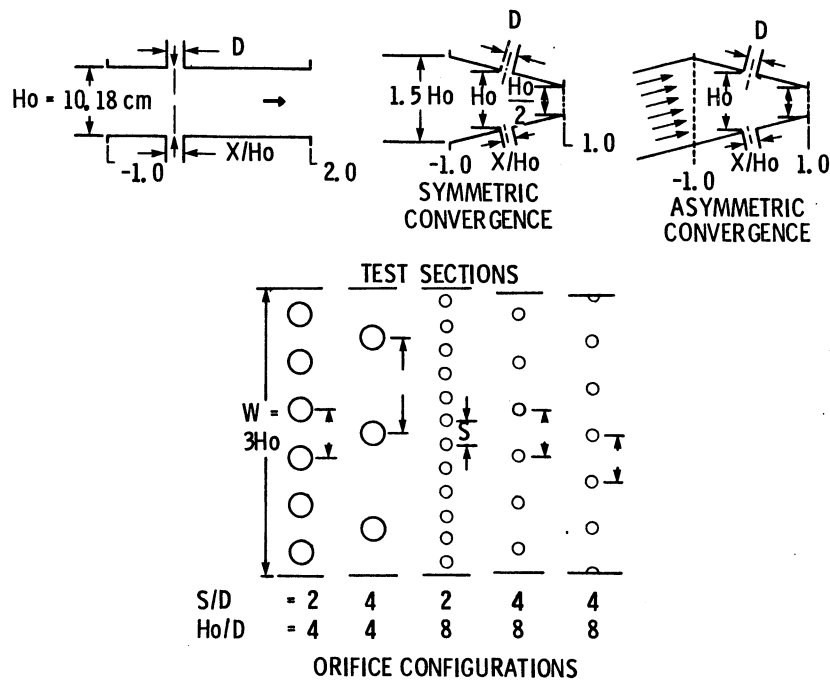 D
Ho = 10.18 cm
X/Ho
-1.0
2.0
D
1.5 Ho
Ho
Ho
2
X/Ho
-1.0
1.0
SYMMETRIC
CONVERGENCE
D
Ho
X/Ho
-1.0
1.0
ASYMMETRIC
CONVERGENCE
TEST SECTIONS
W =
3Ho
S
S/D = 2 4 2 4 4
Ho/D = 4 4 8 8 8
ORIFICE CONFIGURATIONS